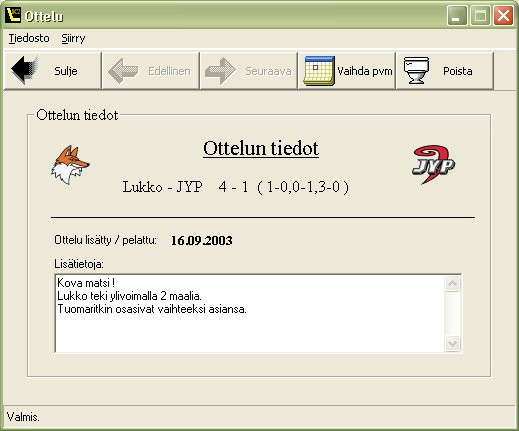 Ottelu
Tiedosto Siirry
Sulje Edellinen Seuraava Vaihda pvm Poista
Ottelun tiedot
Ottelun tiedot
JYP
Lukko - JYP 4 - 1 ( 1-0,0-1,3-0 )
Ottelu lisätty / pelattu: 16.09.2003
Lisätietoja:
Kova matsi !
Lukko teki ylivoimalla 2 maalia.
Tuomaritkin osasivat vaihteeksi asiansa.
Valmis.